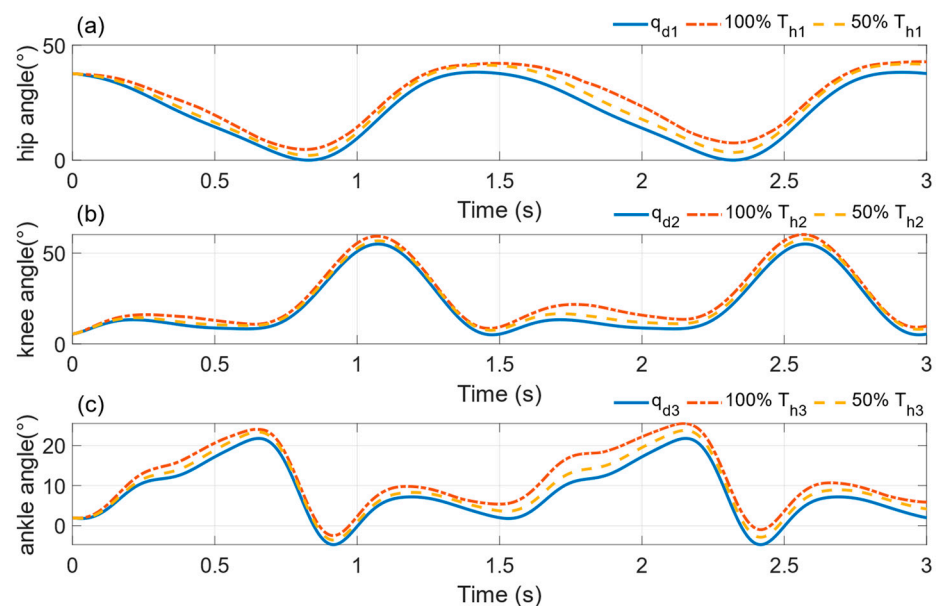 (a)
q_d1 100% T_h1 50% T_h1
hip angle(°)
50
0
0 0.5 1 1.5 2 2.5 3
Time (s)
(b)
q_d2 100% T_h2 50% T_h2
knee angle(°)
50
0
0 0.5 1 1.5 2 2.5 3
Time (s)
(c)
q_d3 100% T_h3 50% T_h3
ankle angle(°)
20
10
0
0 0.5 1 1.5 2 2.5 3
Time (s)